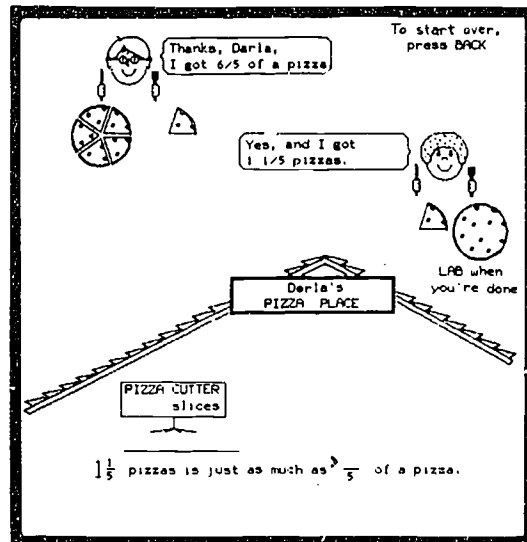 To start over,
press BACK
Thanks, Darla,
I got 6/5 of a pizza
Yes, and I got
1 1/5 pizzas.
LAB when
you're done
Darla's
PIZZA PLACE
PIZZA CUTTER
slices
1 1/5 pizzas is just as much as /5 of a pizza.